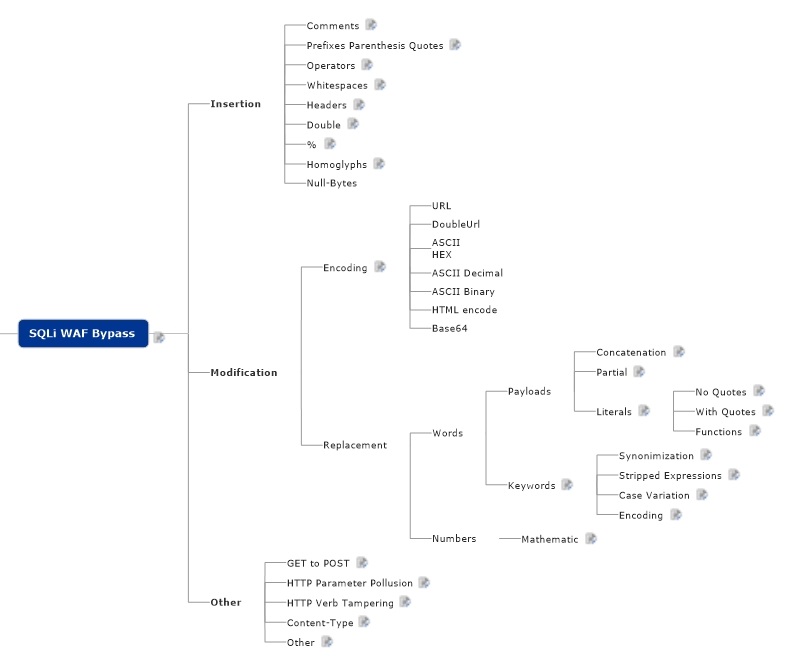 SQLi WAF Bypass
Insertion
Comments
Prefixes Parenthesis Quotes
Operators
Whitespaces
Headers
Double
%
Homoglyphs
Null-Bytes
Modification
Encoding
URL
DoubleUrl
ASCII
HEX
ASCII Decimal
ASCII Binary
HTML encode
Base64
Replacement
Words
Payloads
Concatenation
Partial
Literals
No Quotes
With Quotes
Functions
Keywords
Synonimization
Stripped Expressions
Case Variation
Encoding
Numbers
Mathematic
Other
GET to POST
HTTP Parameter Pollusion
HTTP Verb Tampering
Content-Type
Other